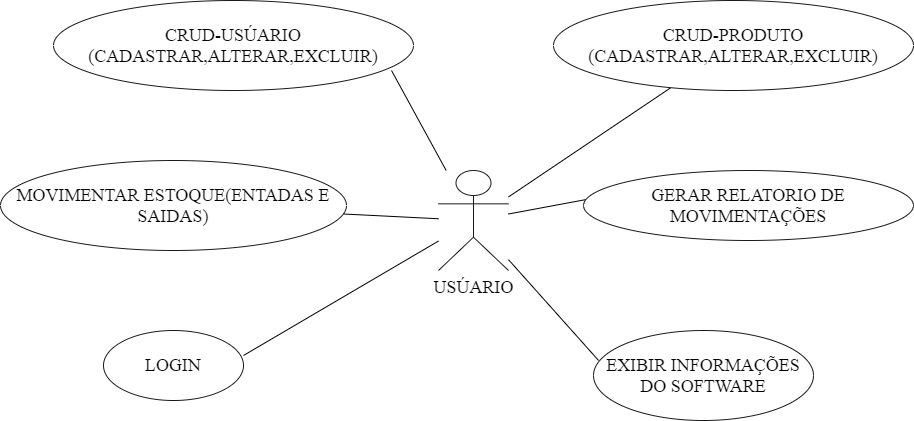 CRUD-USÚARIO
(CADASTRAR,ALTERAR,EXCLUIR)
CRUD-PRODUTO
(CADASTRAR,ALTERAR,EXCLUIR)
MOVIMENTAR ESTOQUE(ENTADAS E
SAIDAS)
GERAR RELATORIO DE
MOVIMENTAÇÕES
USÚARIO
LOGIN
EXIBIR INFORMAÇÕES
DO SOFTWARE